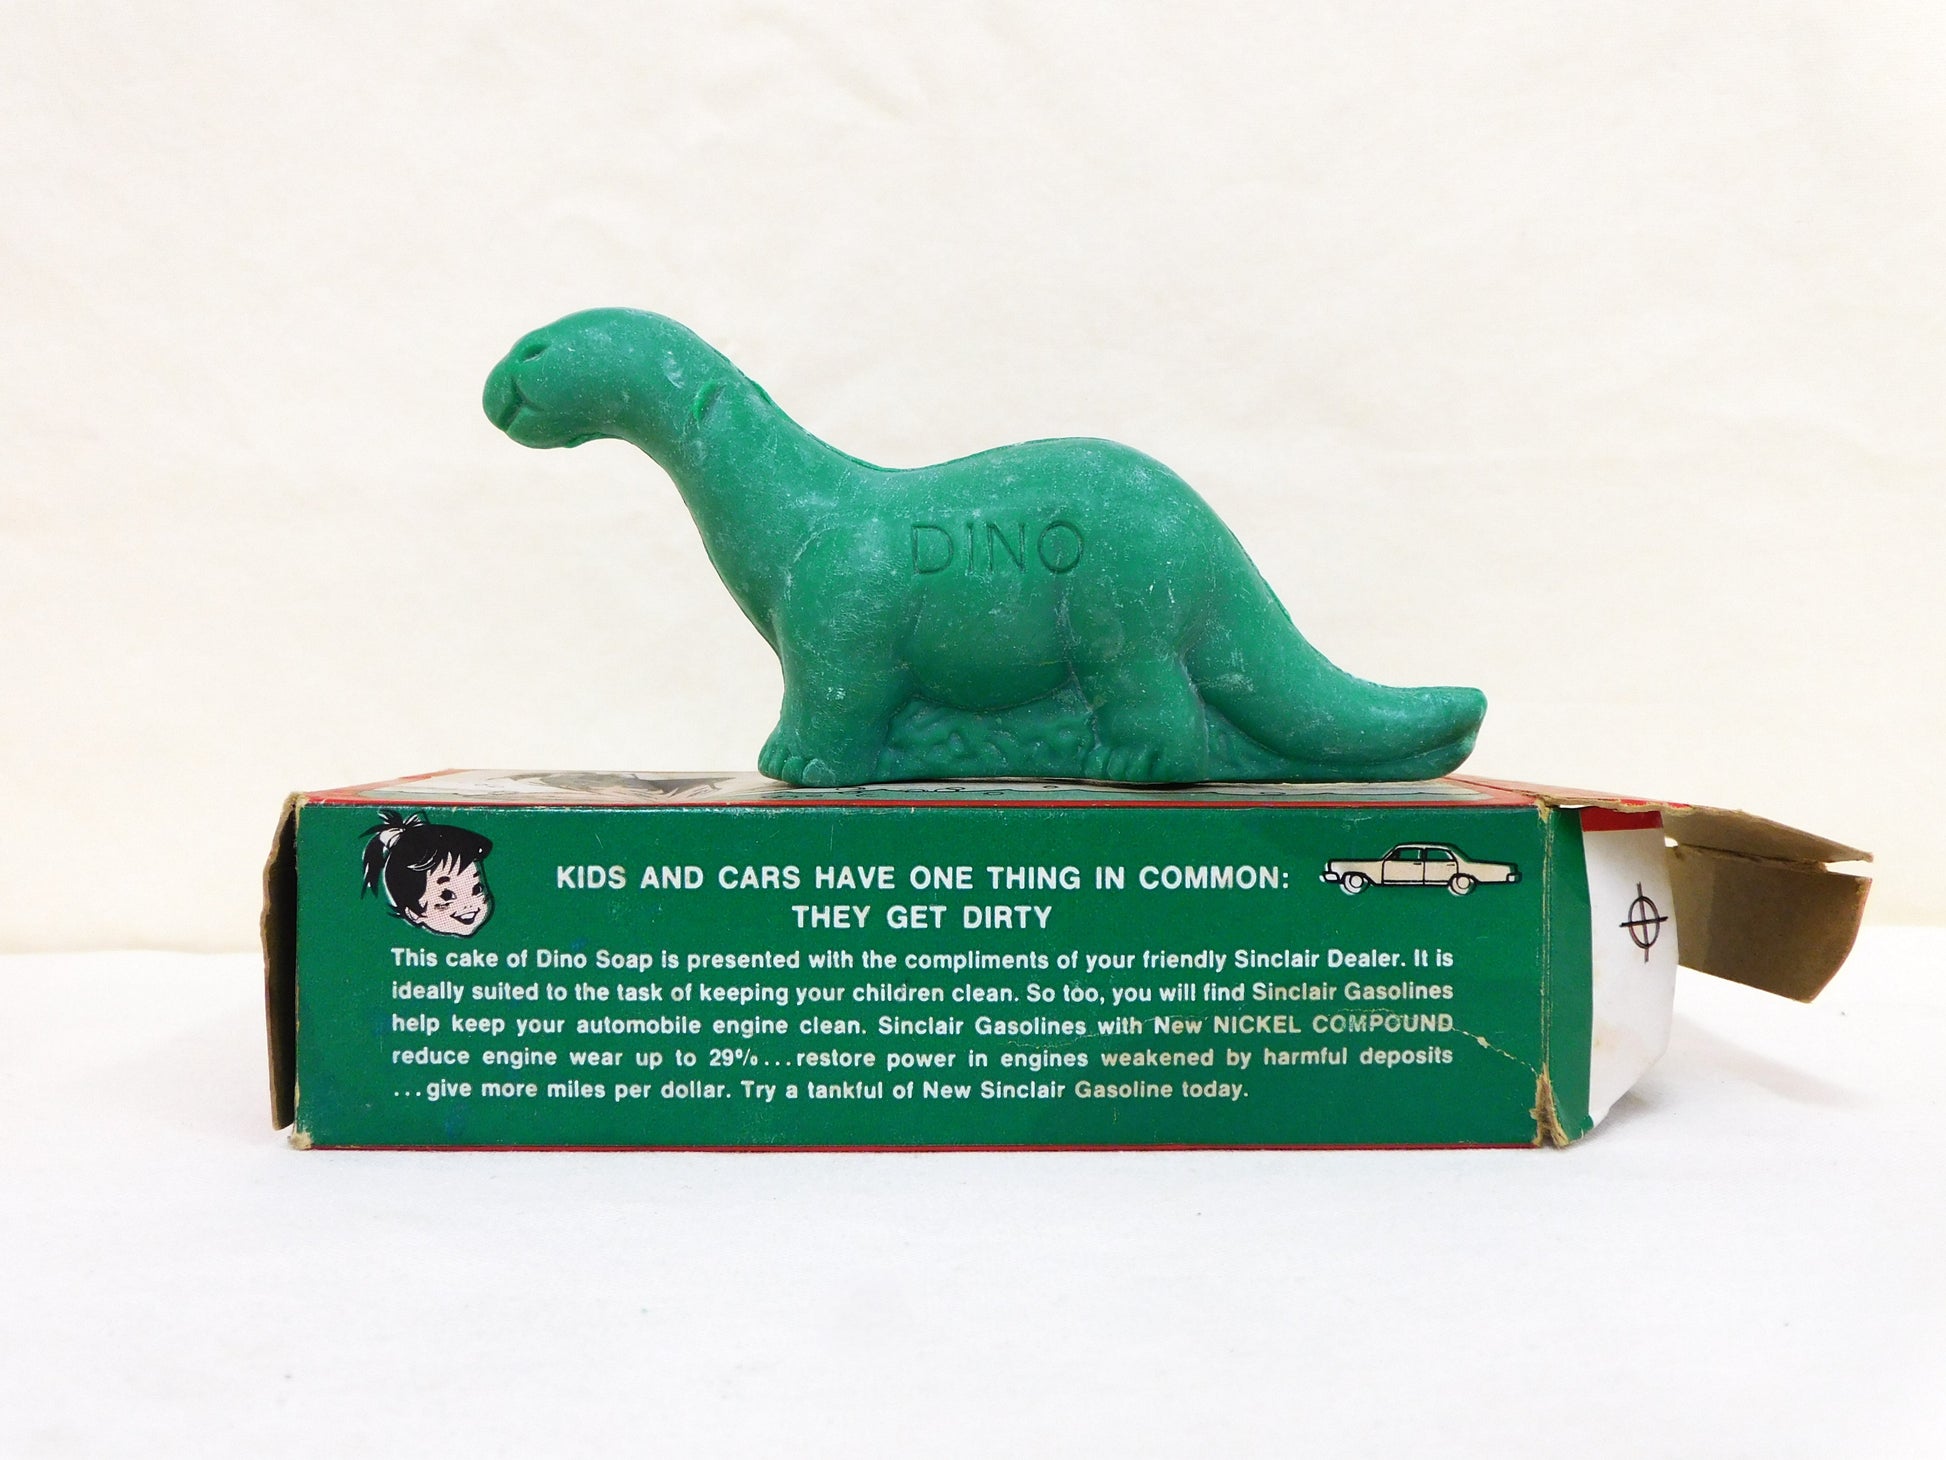 DINO
KIDS AND CARS HAVE ONE THING IN COMMON:
THEY GET DIRTY
This cake of Dino Soap is presented with the compliments of your friendly Sinclair Dealer. It is
ideally suited to the task of keeping your children clean. So too, you will find Sinclair Gasolines
help keep your automobile engine clean. Sinclair Gasolines with New NICKEL COMPOUND
reduce engine wear up to 29%...restore power in engines weakened by harmful deposits
...give more miles per dollar. Try a tankful of New Sinclair Gasoline today.